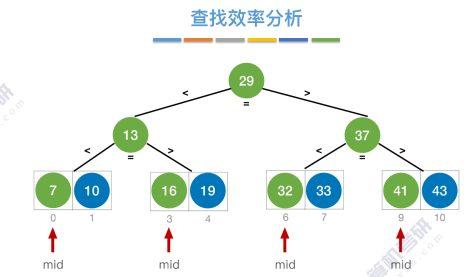 查找效率分析
29
< = >
13 37
< = > < = >
7 10 16 19 32 33 41 43
0 1 3 4 6 7 9 10
mid mid mid mid